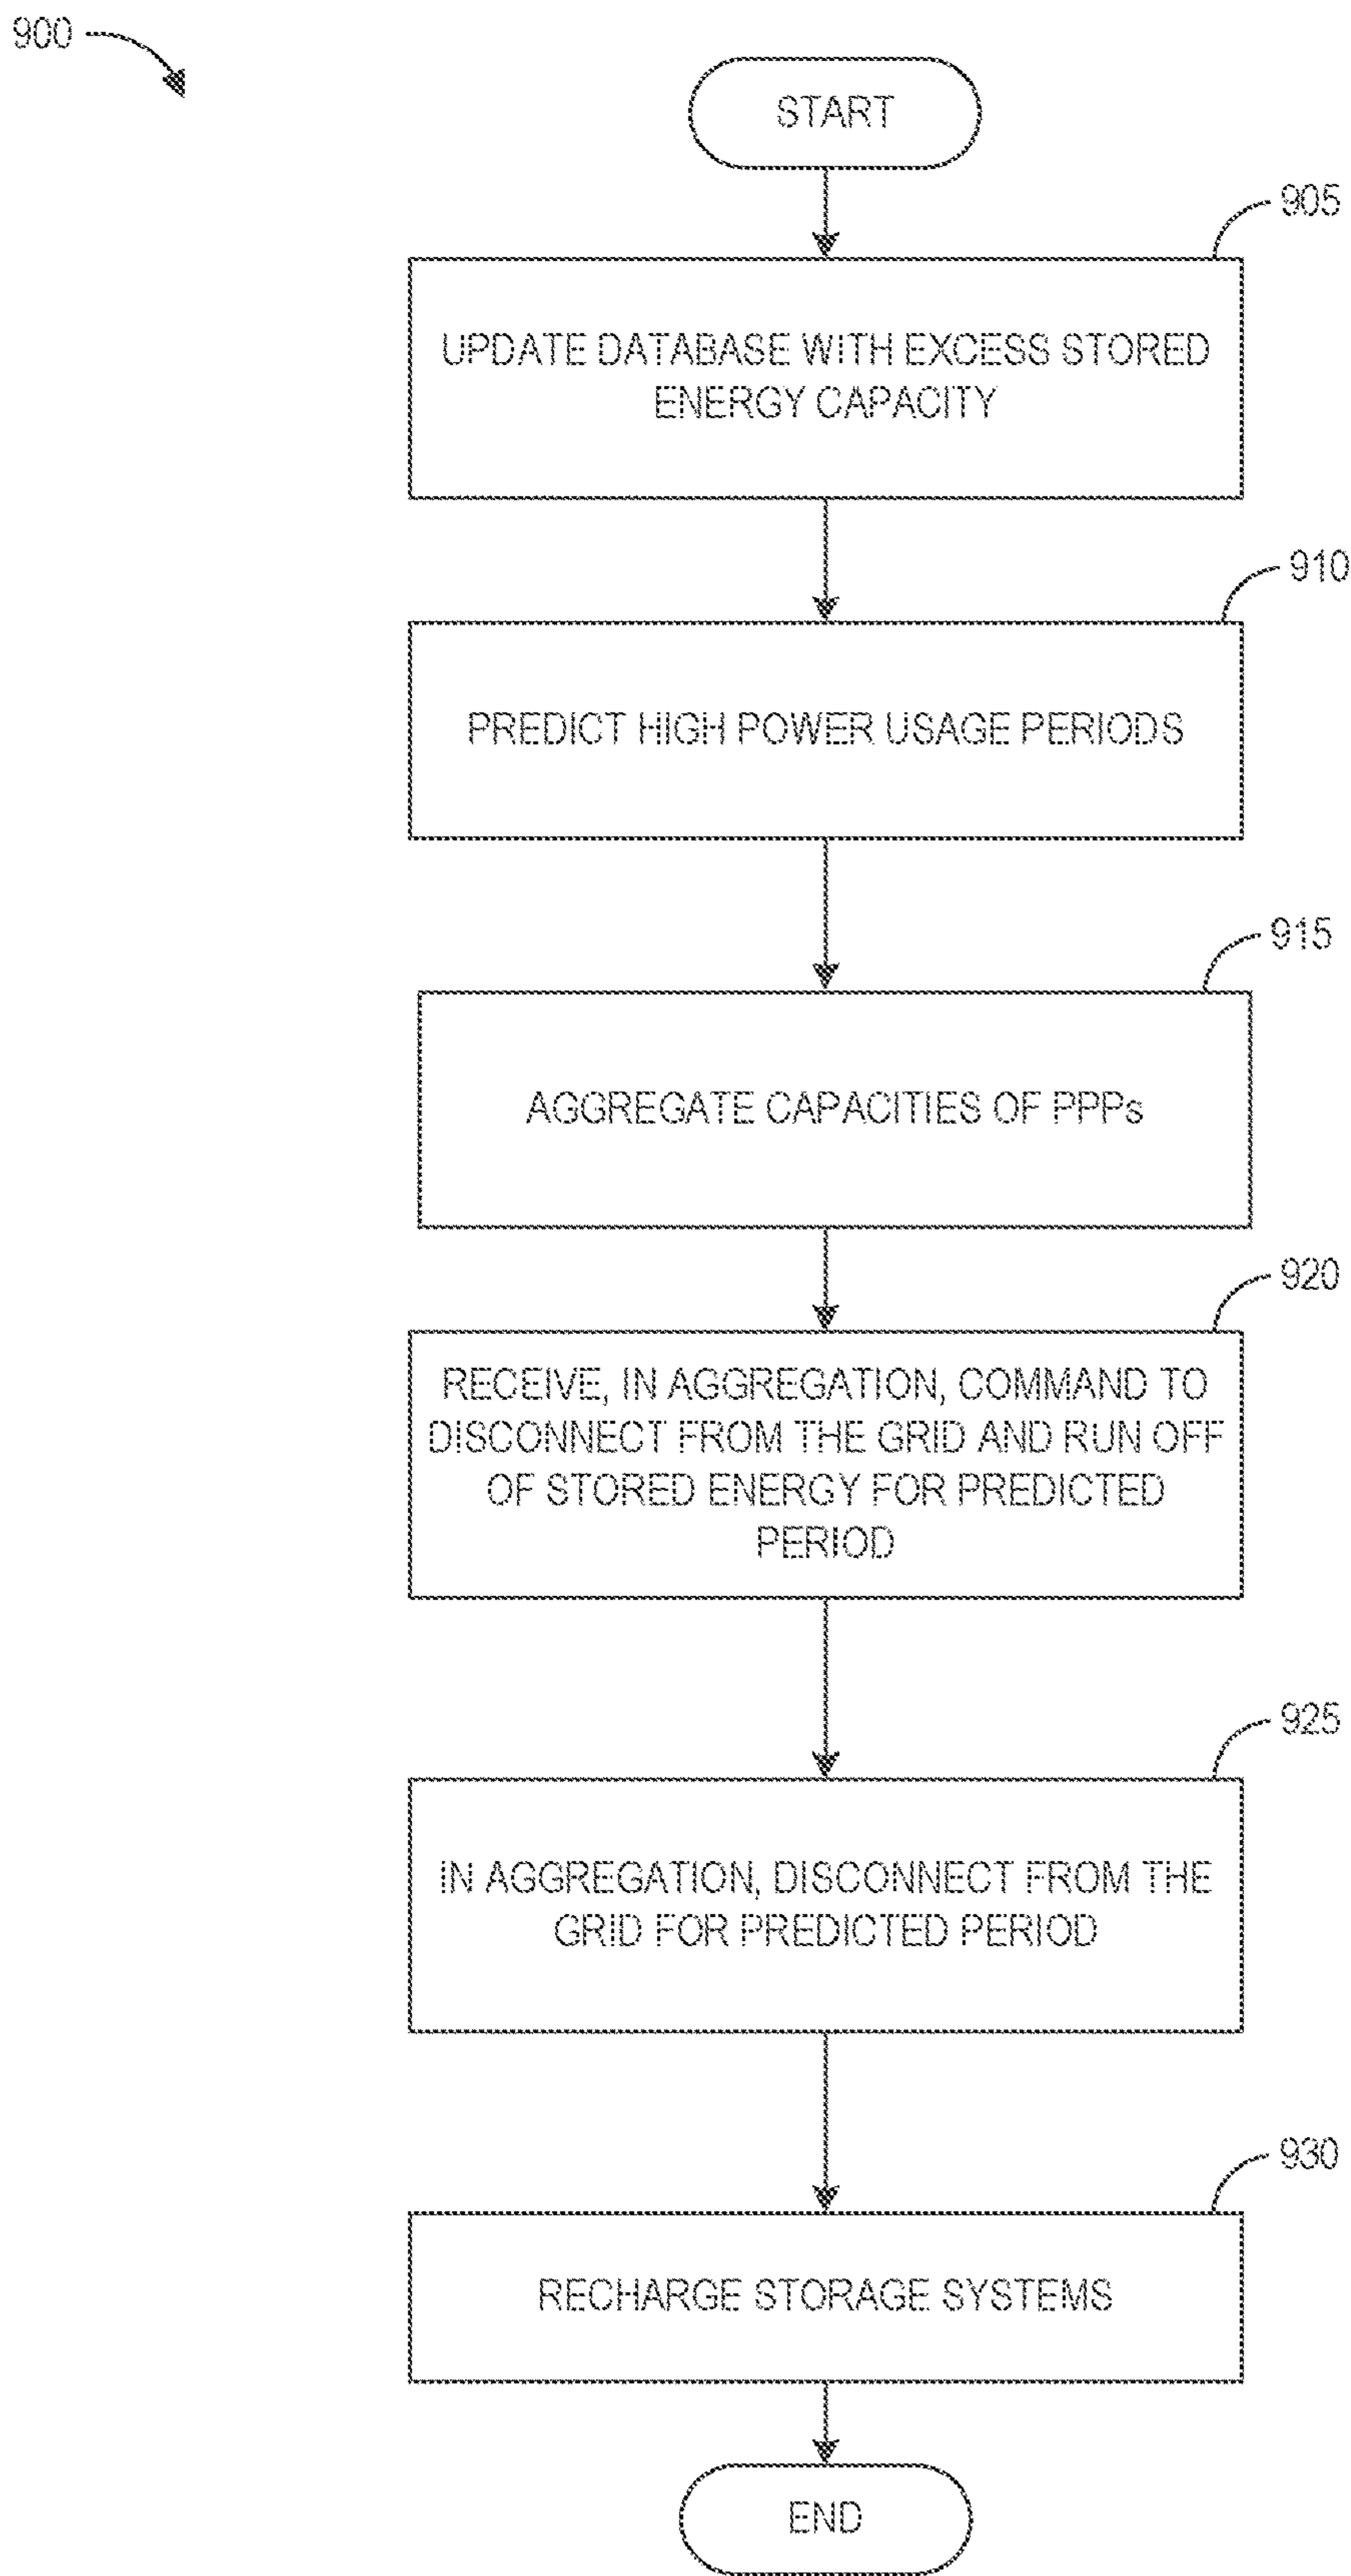 900
START
905
UPDATE DATABASE WITH EXCESS STORED
ENERGY CAPACITY
910
PREDICT HIGH POWER USAGE PERIODS
915
AGGREGATE CAPACITIES OF PPPs
920
RECEIVE, IN AGGREGATION, COMMAND TO
DISCONNECT FROM THE GRID AND RUN OFF
OF STORED ENERGY FOR PREDICTED
PERIOD
925
IN AGGREGATION, DISCONNECT FROM THE
GRID FOR PREDICTED PERIOD
930
RECHARGE STORAGE SYSTEMS
END